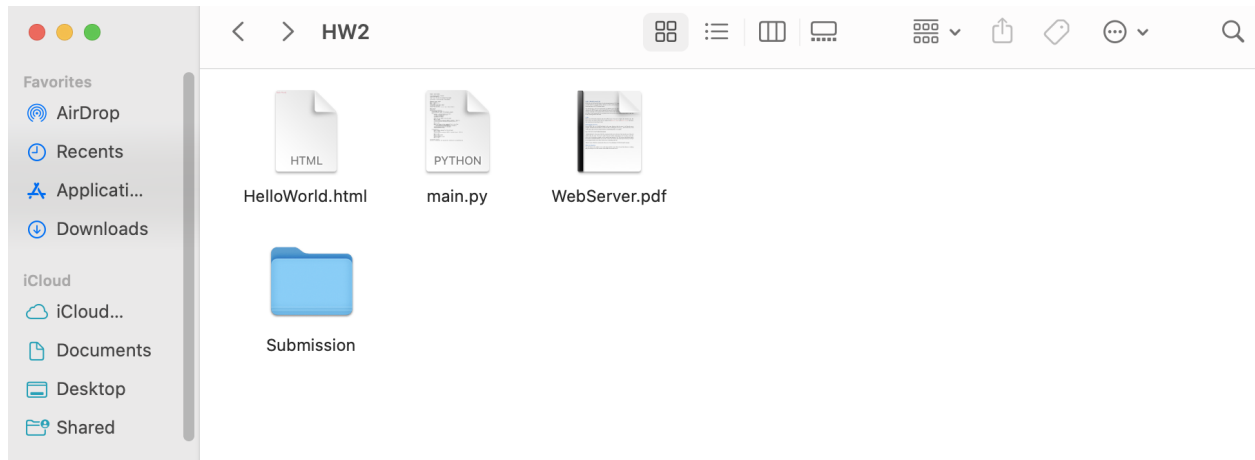 HW2
Favorites
AirDrop
Recents
Applicati...
Downloads
iCloud
iCloud...
Documents
Desktop
Shared
HTML
PYTHON
HelloWorld.html
main.py
WebServer.pdf
Submission